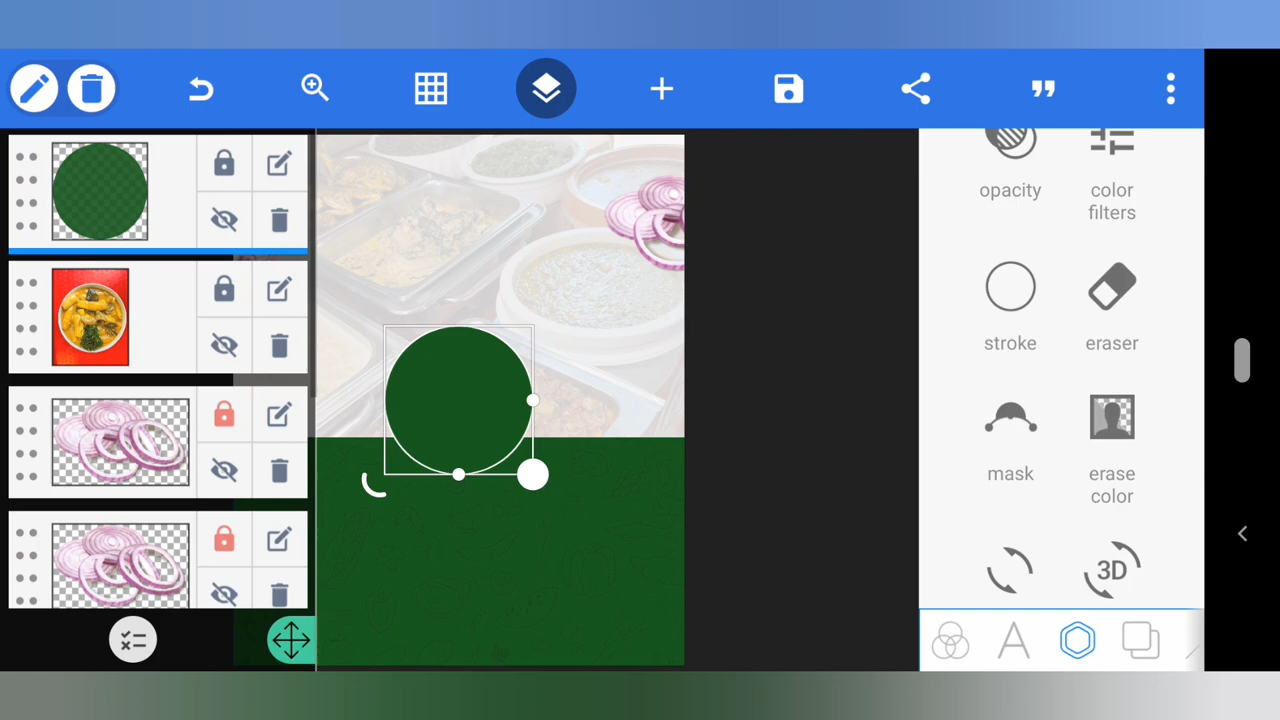 opacity
color
filters
stroke
eraser
mask
erase
color
3D